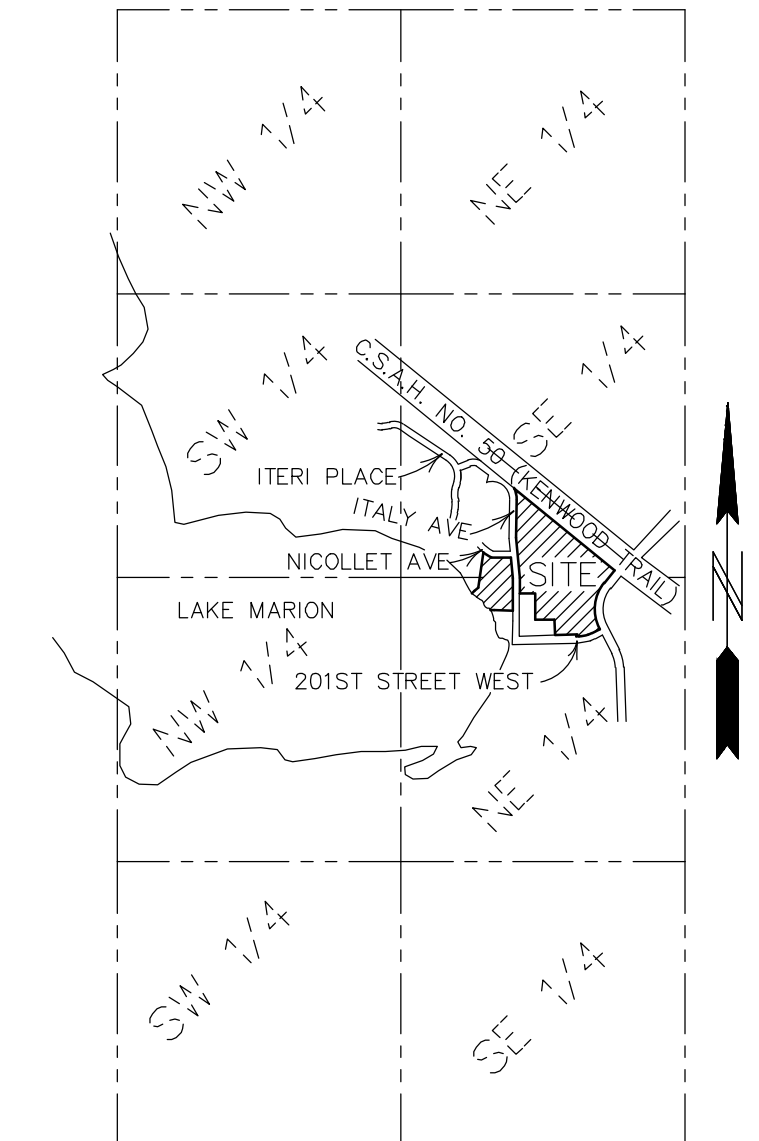 NW 1/4
NE 1/4
SW 1/4
SE 1/4
C.S.A.H. NO. 50 (KENWOOD TRAIL)
ITERI PLACE
ITALY AVE
NICOLLET AVE
SITE
N
LAKE MARION
NW 1/4
201ST STREET WEST
NE 1/4
SW 1/4
SE 1/4